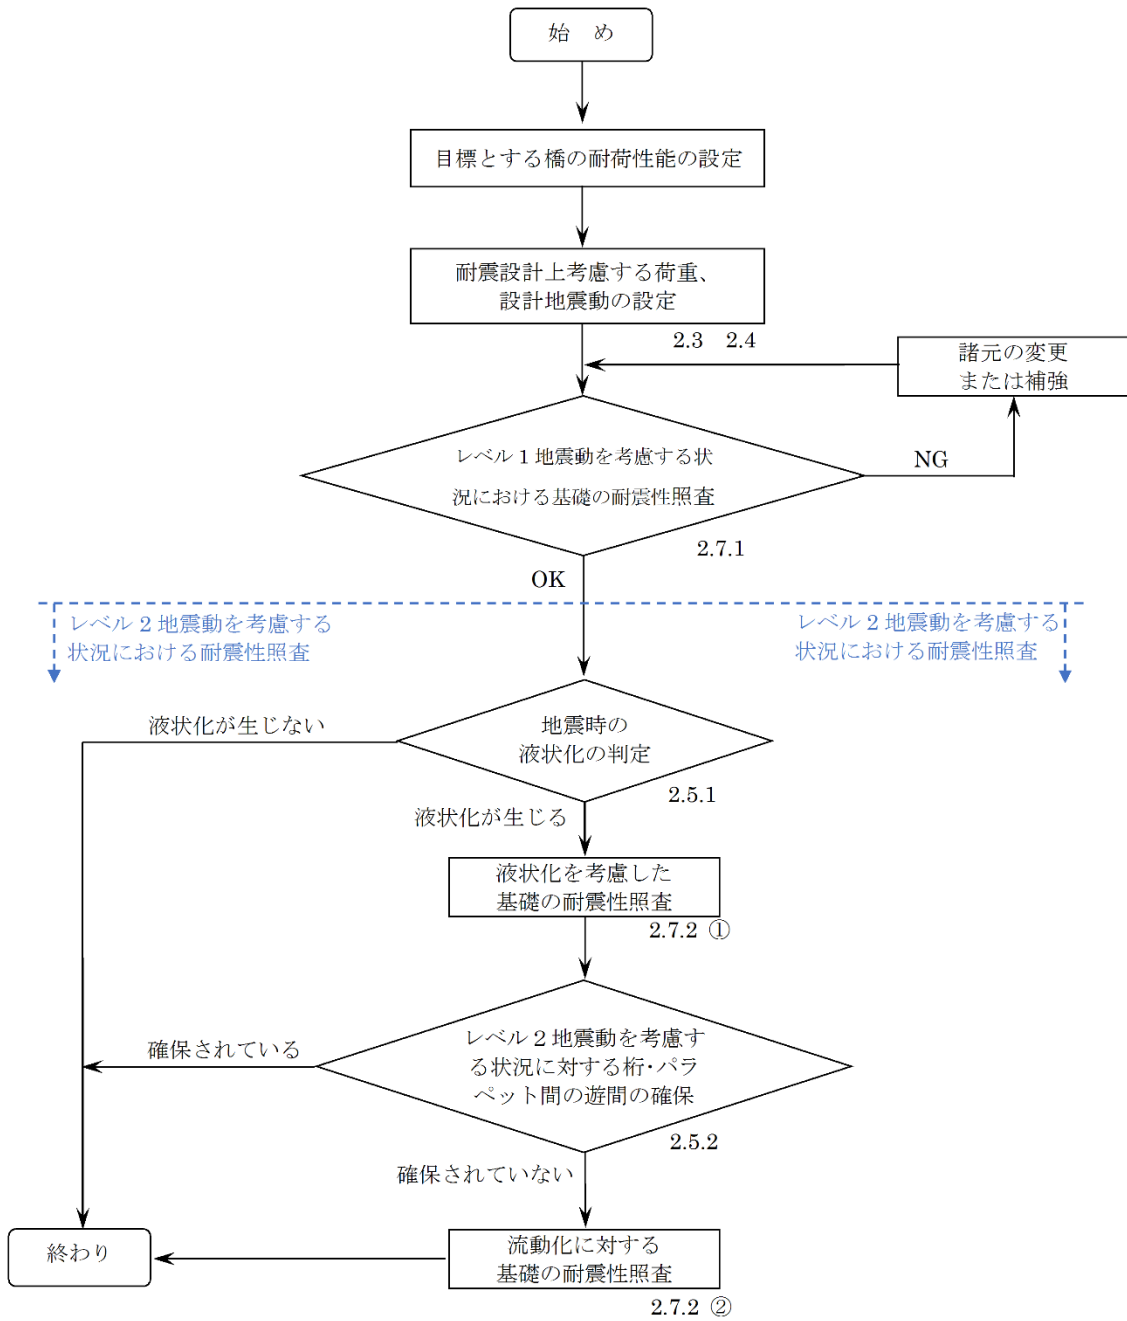 始　め
目標とする橋の耐荷性能の設定
耐震設計上考慮する荷重、
設計地震動の設定
2.3　2.4
諸元の変更
または補強
レベル１地震動を考慮する状
況における基礎の耐震性照査
NG
2.7.1
OK
レベル２地震動を考慮する
状況における耐震性照査
レベル２地震動を考慮する
状況における耐震性照査
液状化が生じない
地震時の
液状化の判定
2.5.1
液状化が生じる
液状化を考慮した
基礎の耐震性照査
2.7.2 ①
確保されている
レベル２地震動を考慮す
る状況に対する桁・パラ
ペット間の遊間の確保
2.5.2
確保されていない
終わり
流動化に対する
基礎の耐震性照査
2.7.2 ②